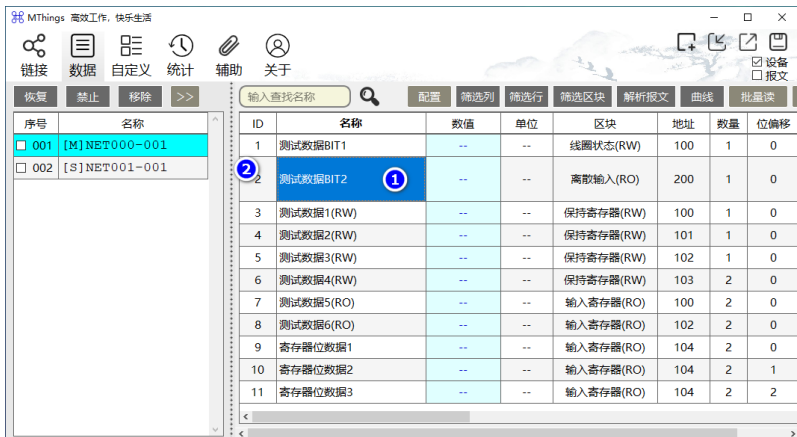 MThings 高效工作，快乐生活
链接 数据 自定义 统计 辅助 关于
设备
报文
恢复 禁止 移除 >> 输入查找名称 配置 筛选列 筛选行 筛选区块 解析报文 曲线 批量读
序号 名称 ID 名称 数值 单位 区块 地址 数量 位偏移
001 [M]NET000-001 1 测试数据BIT1 -- -- 线圈状态(RW) 100 1 0
002 [S]NET001-001 2 2 测试数据BIT2 1 -- -- 离散输入(RO) 200 1 0
3 测试数据1(RW) -- -- 保持寄存器(RW) 100 1 0
4 测试数据2(RW) -- -- 保持寄存器(RW) 101 1 0
5 测试数据3(RW) -- -- 保持寄存器(RW) 102 1 0
6 测试数据4(RW) -- -- 保持寄存器(RW) 103 2 0
7 测试数据5(RO) -- -- 输入寄存器(RO) 100 2 0
8 测试数据6(RO) -- -- 输入寄存器(RO) 102 2 0
9 寄存器位数据1 -- -- 输入寄存器(RO) 104 2 0
10 寄存器位数据2 -- -- 输入寄存器(RO) 104 2 1
11 寄存器位数据3 -- -- 输入寄存器(RO) 104 2 2